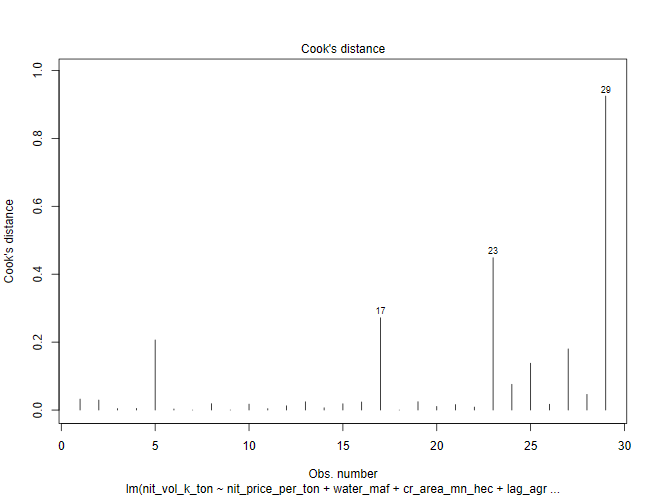 Cook's distance
29
23
17
Cook's distance
0.0 0.2 0.4 0.6 0.8 1.0
0 5 10 15 20 25 30
Obs. number
lm(nit_vol_k_ton ~ nit_price_per_ton + water_maf + cr_area_mn_hec + lag_agr ...